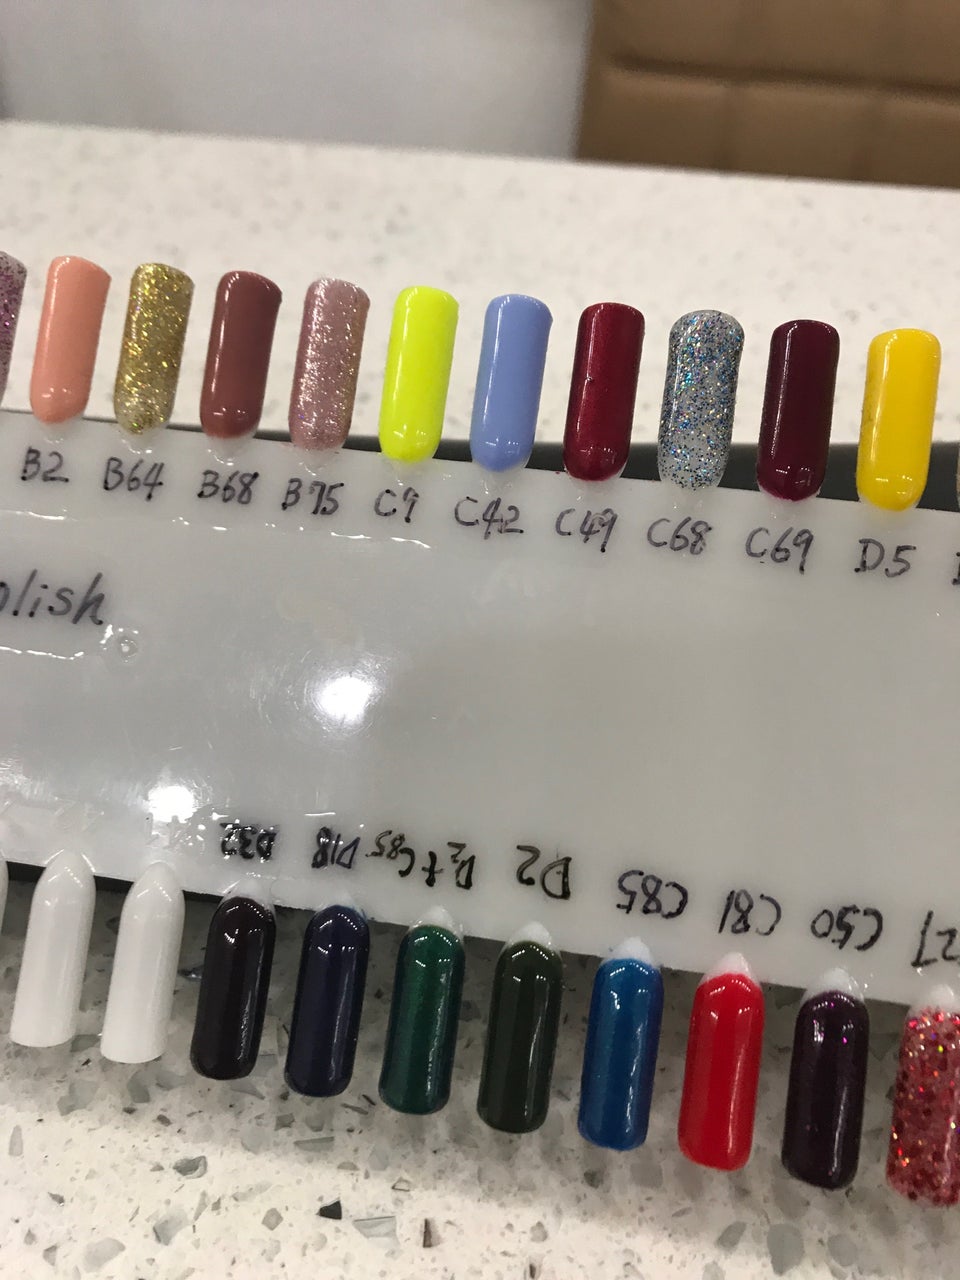 B2 B64 B68 B75 C9 C42 C49 C68 C69 D5
olish
C50 C81 C85 D2 D2+C85 D18 D32